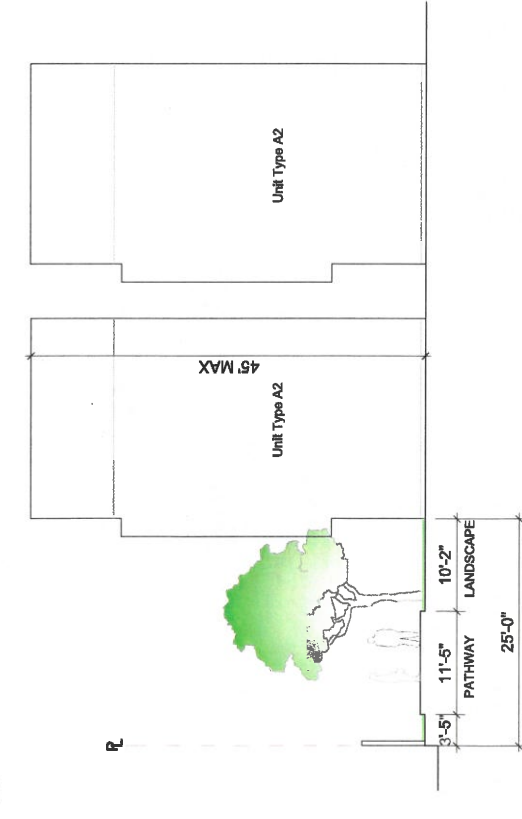 Unit Type A2
45' MAX
Unit Type A2
PL
3'-5"
11'-5"
10'-2"
PATHWAY
LANDSCAPE
25'-0"